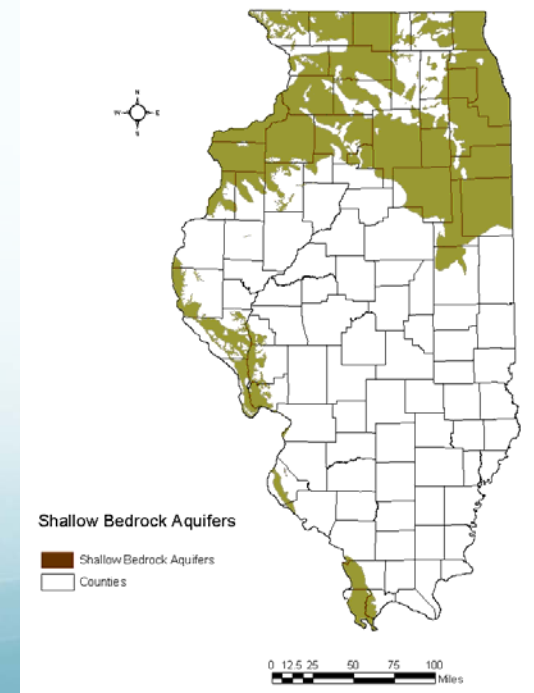 N
W E
S
Shallow Bedrock Aquifers
Shallow Bedrock Aquifers
Counties
0 12.5 25 50 75 100
Miles